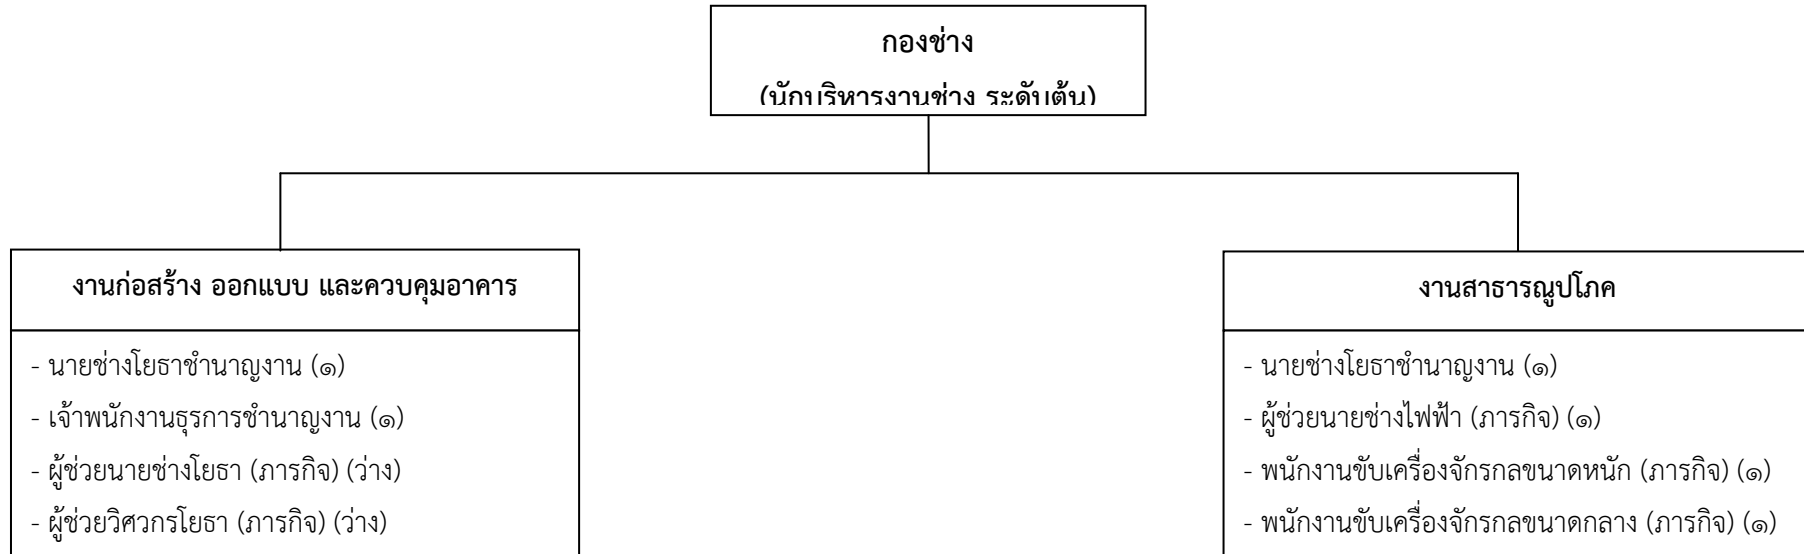 กองช่าง
(นักบริหารงานช่าง ระดับต้น)
งานก่อสร้าง ออกแบบ และควบคุมอาคาร
- นายช่างโยธาชำนาญงาน (๑)
- เจ้าพนักงานธุรการชำนาญงาน (๑)
- ผู้ช่วยนายช่างโยธา (ภารกิจ) (ว่าง)
- ผู้ช่วยวิศวกรโยธา (ภารกิจ) (ว่าง)
งานสาธารณูปโภค
- นายช่างโยธาชำนาญงาน (๑)
- ผู้ช่วยนายช่างไฟฟ้า (ภารกิจ) (๑)
- พนักงานขับเครื่องจักรกลขนาดหนัก (ภารกิจ) (๑)
- พนักงานขับเครื่องจักรกลขนาดกลาง (ภารกิจ) (๑)